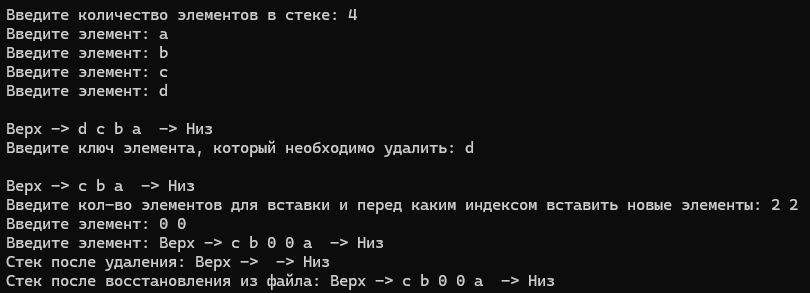 Введите количество элементов в стеке: 4
Введите элемент: a
Введите элемент: b
Введите элемент: c
Введите элемент: d
Верх -> d c b a  -> Низ
Введите ключ элемента, который необходимо удалить: d
Верх -> c b a  -> Низ
Введите кол-во элементов для вставки и перед каким индексом вставить новые элементы: 2 2
Введите элемент: 0 0
Введите элемент: Верх -> c b 0 0 a  -> Низ
Стек после удаления: Верх ->  -> Низ
Стек после восстановления из файла: Верх -> c b 0 0 a  -> Низ